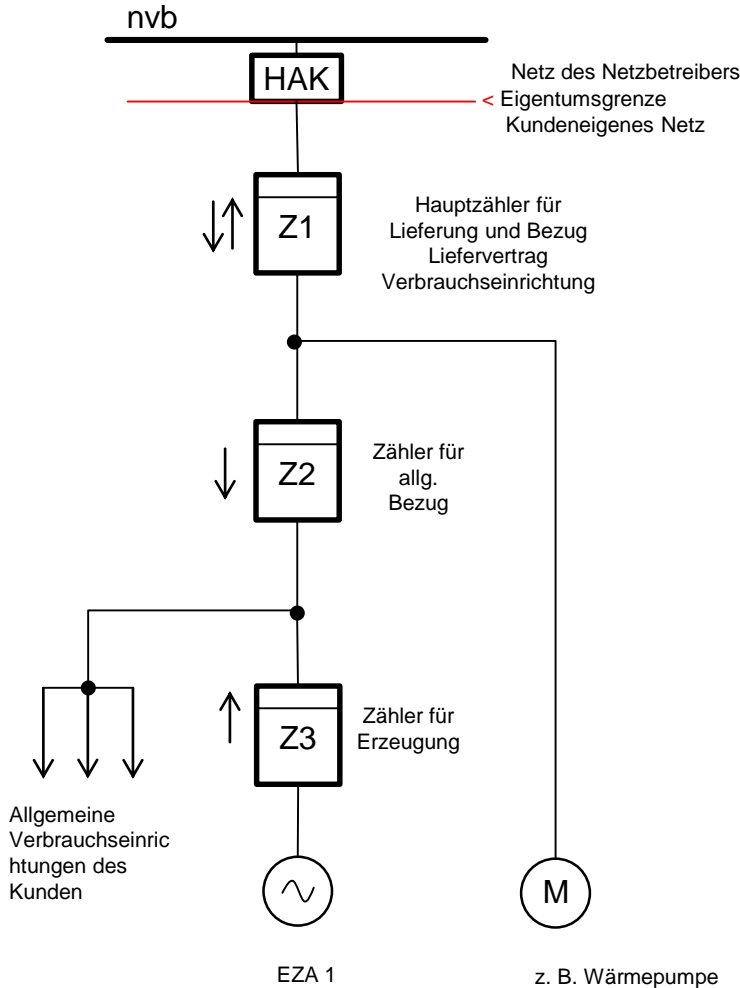 nvb
HAK
Netz des Netzbetreibers
< Eigentumsgrenze
Kundeneigenes Netz
Z1
Hauptzähler für
Lieferung und Bezug
Liefervertrag
Verbrauchseinrichtung
Z2
Zähler für
allg.
Bezug
Z3
Zähler für
Erzeugung
Allgemeine
Verbrauchseinric
htungen des
Kunden
M
EZA 1
z. B. Wärmepumpe